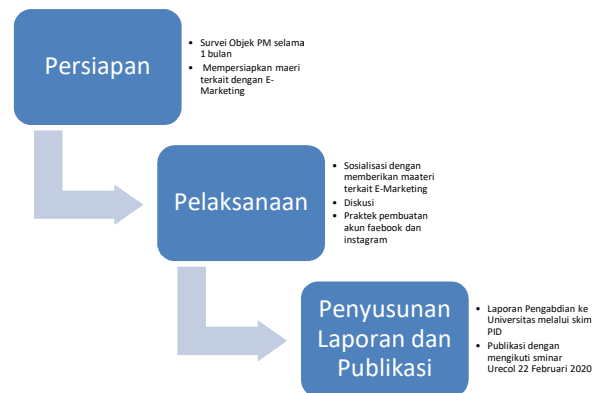 Persiapan
• Survei Objek PM selama
1 bulan
• Mempersiapkan maeri
terkait dengan E-
Marketing
Pelaksanaan
• Sosialisasi dengan
memberikan maateri
terkait E-Marketing
• Diskusi
• Praktek pembuatan
akun faebook dan
instagram
Penyusunan
Laporan dan
Publikasi
• Laporan Pengabdian ke
Universitas melalui skim
PID
• Publikasi dengan
mengikuti sminar
Urecol 22 Februari 2020